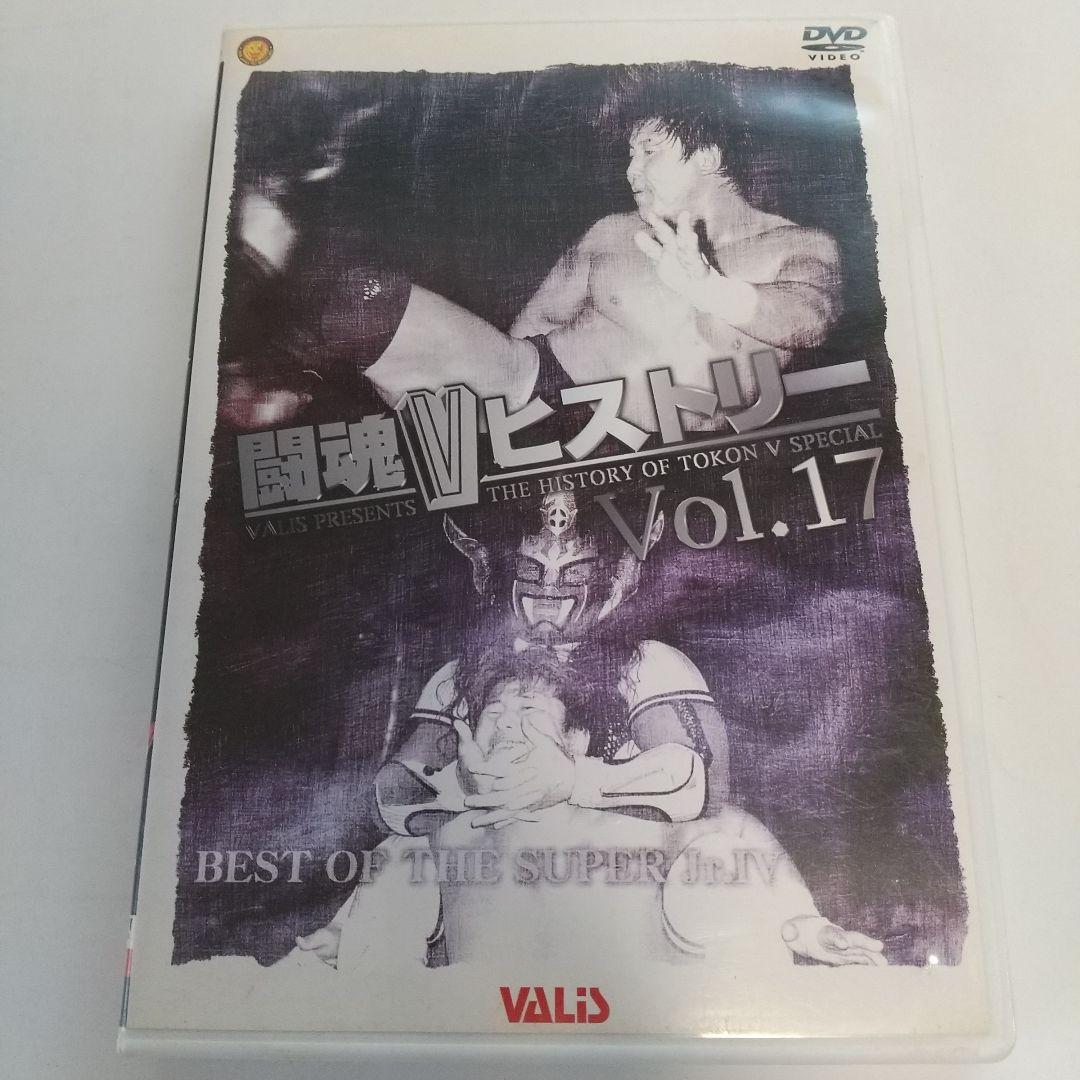 DVD
VIDEO
闘魂Vヒストリー
VALIS PRESENTS
THE HISTORY OF TOKON V SPECIAL
Vol.17
BEST OF THE SUPER Jr.IV
VALiS